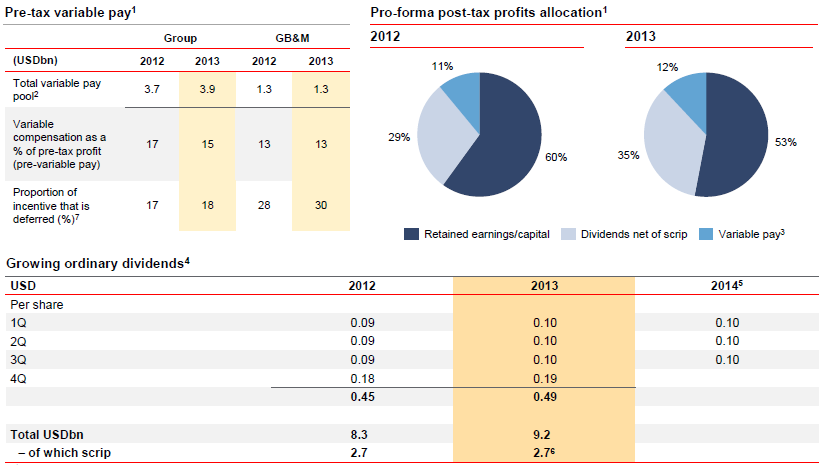 Pre-tax variable pay1
Group GB&M
(USDbn) 2012 2013 2012 2013
Total variable pay
pool2 3.7 3.9 1.3 1.3
Variable
compensation as a
% of pre-tax profit
(pre-variable pay) 17 15 13 13
Proportion of
incentive that is
deferred (%)7 17 18 28 30
Pro-forma post-tax profits allocation1
2012 2013
11%
29%
60%
12%
35%
53%
Retained earnings/capital Dividends net of scrip Variable pay3
Growing ordinary dividends4
USD 2012 2013 20145
Per share
1Q 0.09 0.10 0.10
2Q 0.09 0.10 0.10
3Q 0.09 0.10 0.10
4Q 0.18 0.19
0.45 0.49
Total USDbn 8.3 9.2
– of which scrip 2.7 2.76